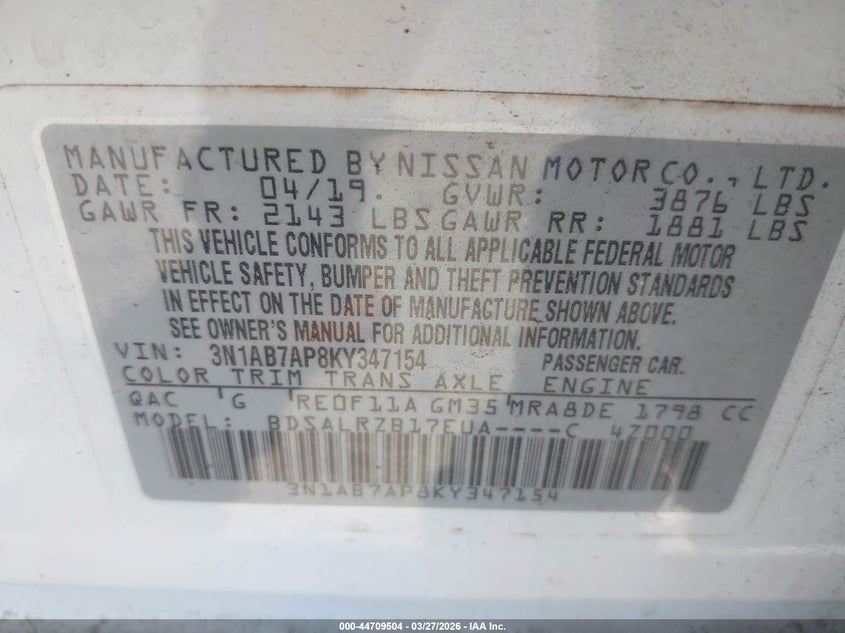 MANUFACTURED BY NISSAN MOTOR CO., LTD.
DATE: 04/19. GVWR: 3876 LBS
GAWR FR: 2143 LBS GAWR RR: 1881 LBS
THIS VEHICLE CONFORMS TO ALL APPLICABLE FEDERAL MOTOR
VEHICLE SAFETY, BUMPER AND THEFT PREVENTION STANDARDS
IN EFFECT ON THE DATE OF MANUFACTURE SHOWN ABOVE.
SEE OWNER'S MANUAL FOR ADDITIONAL INFORMATION.
VIN: 3N1AB7AP8KY347154 PASSENGER CAR.
COLOR TRIM TRANS AXLE ENGINE
QAC G RE0F11A GM35 MRA8DE 1798 CC
MODEL: BDSALRZB17EUA----C 47000
3N1AB7AP8KY347154
000-44709504 — 03/27/2026 — IAA Inc.